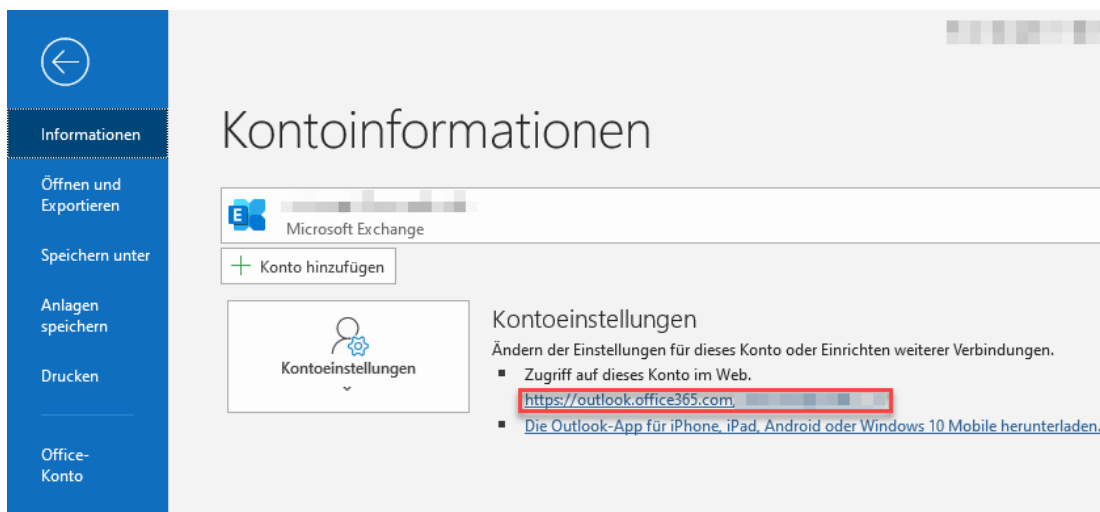 Informationen
Öffnen und
Exportieren
Speichern unter
Anlagen
speichern
Drucken
Office-
Konto
Kontoinformationen
E
Microsoft Exchange
Konto hinzufügen
Kontoeinstellungen
Kontoeinstellungen
Ändern der Einstellungen für dieses Konto oder Einrichten weiterer Verbindungen.
Zugriff auf dieses Konto im Web.
https://outlook.office365.com
Die Outlook-App für iPhone, iPad, Android oder Windows 10 Mobile herunterladen.